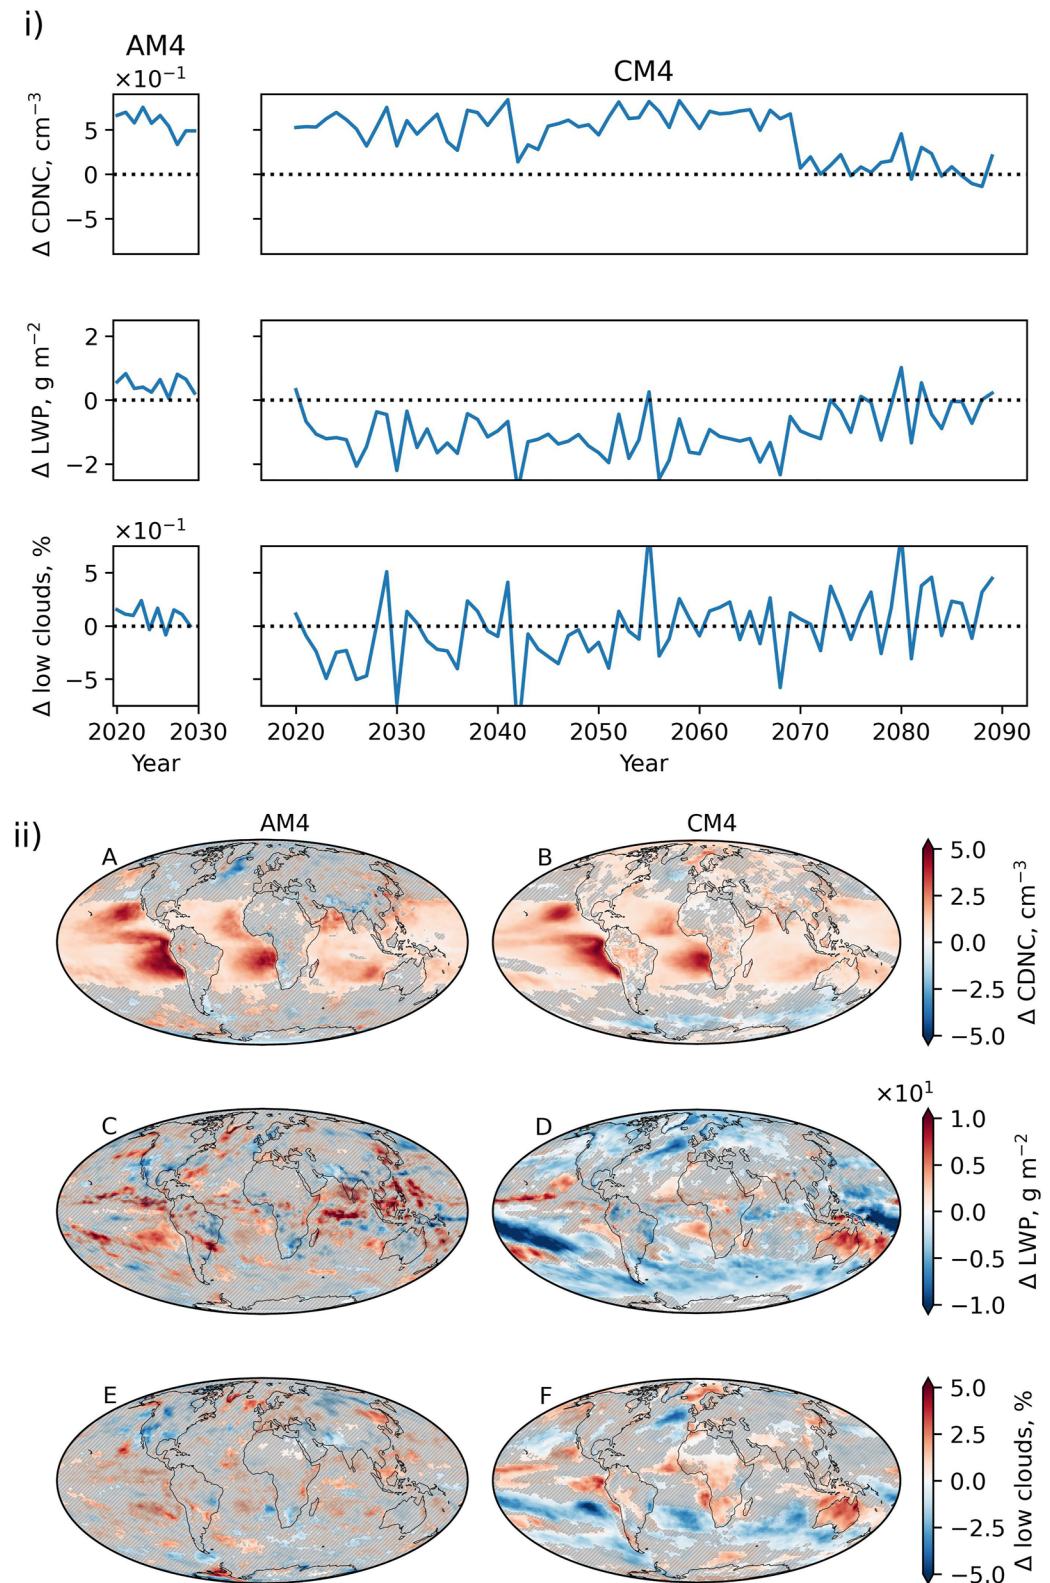 i)
AM4
×10⁻¹
CM4
Δ CDNC, cm⁻³
5
0
−5
Δ LWP, g m⁻²
2
0
−2
×10⁻¹
Δ low clouds, %
5
0
−5
2020 2030 2020 2030 2040 2050 2060 2070 2080 2090
Year Year
ii)
AM4 CM4
A B
5.0
2.5
0.0
−2.5
−5.0
Δ CDNC, cm⁻³
×10¹
C D
1.0
0.5
0.0
−0.5
−1.0
Δ LWP, g m⁻²
E F
5.0
2.5
0.0
−2.5
−5.0
Δ low clouds, %